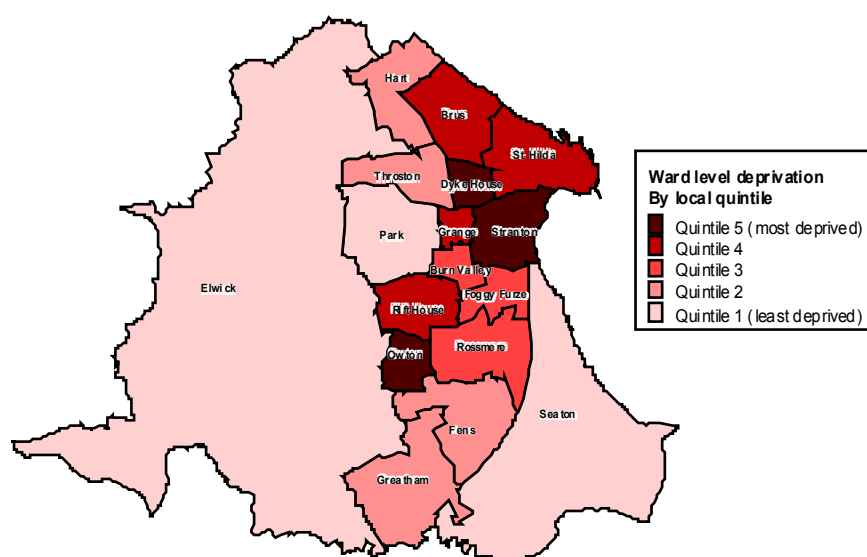 Hart
Brus
St Hilda
Throston
Dyke House
Park
Grange
Stranton
Burn Valley
Elwick
Foggy Furze
Rift House
Owton
Rossmere
Seaton
Fens
Greatham
Ward level deprivation
By local quintile
Quintile 5 (most deprived)
Quintile 4
Quintile 3
Quintile 2
Quintile 1 (least deprived)